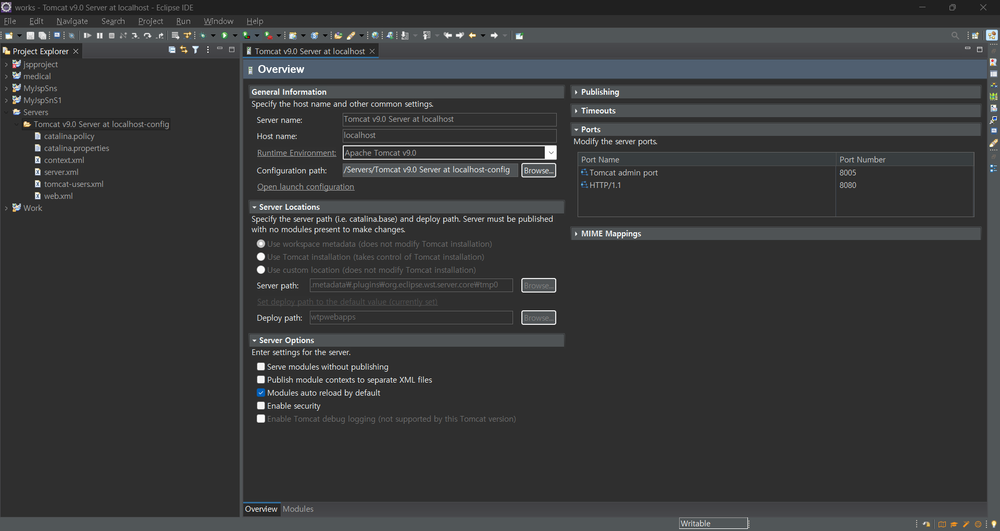 works - Tomcat v9.0 Server at localhost - Eclipse IDE
File Edit Navigate Search Project Run Window Help
Project Explorer
jspproject
medical
MyJspSns
MyJspSnS1
Servers
Tomcat v9.0 Server at localhost-config
catalina.policy
catalina.properties
context.xml
server.xml
tomcat-users.xml
web.xml
Work
Tomcat v9.0 Server at localhost
Overview
General Information
Specify the host name and other common settings.
Server name: Tomcat v9.0 Server at localhost
Host name: localhost
Runtime Environment: Apache Tomcat v9.0
Configuration path: /Servers/Tomcat v9.0 Server at localhost-config Browse...
Open launch configuration
Server Locations
Specify the server path (i.e. catalina.base) and deploy path. Server must be published
with no modules present to make changes.
Use workspace metadata (does not modify Tomcat installation)
Use Tomcat installation (takes control of Tomcat installation)
Use custom location (does not modify Tomcat installation)
Server path: .metadata₩.plugins₩org.eclipse.wst.server.core₩tmp0 Browse...
Set deploy path to the default value (currently set)
Deploy path: wtpwebapps Browse...
Server Options
Enter settings for the server.
Serve modules without publishing
Publish module contexts to separate XML files
Modules auto reload by default
Enable security
Enable Tomcat debug logging (not supported by this Tomcat version)
Publishing
Timeouts
Ports
Modify the server ports.
Port Name Port Number
Tomcat admin port 8005
HTTP/1.1 8080
MIME Mappings
Overview Modules
Writable